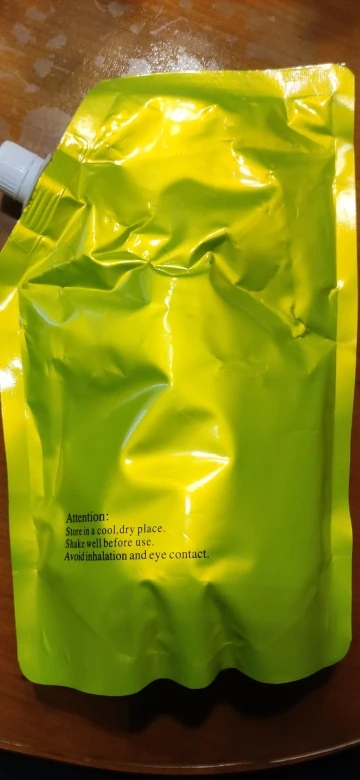 Attention:
Store in a cool,dry place.
Shake well before use.
Avoid inhalation and eye contact.